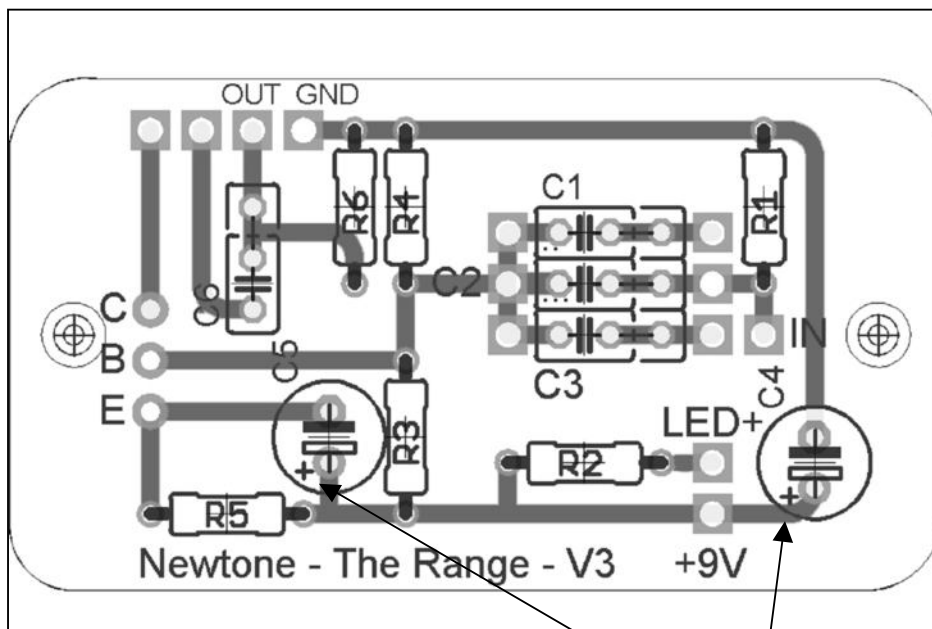 OUT GND
R6
R4
C1
R1
C2
C
C6
B
C5
IN
C3
C4
E
LED+
R3
R2
+
+
R5
Newtone - The Range - V3 +9V